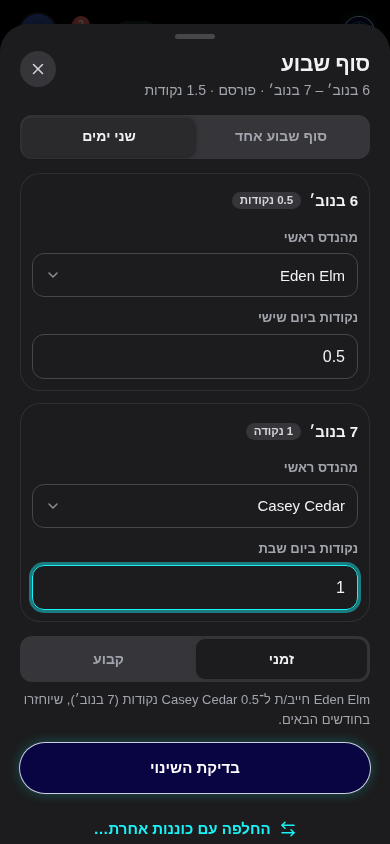 סוף שבוע
6 בנוב׳ – 7 בנוב׳ · פורסם · 1.5 נקודות
סוף שבוע אחד
שני ימים
6 בנוב׳
0.5 נקודות
מהנדס ראשי
Eden Elm
נקודות ביום שישי
0.5
7 בנוב׳
1 נקודה
מהנדס ראשי
Casey Cedar
נקודות ביום שבת
1
זמני
קבוע
Eden Elm חייב/ת ל־Casey Cedar 0.5 נקודות (7 בנוב׳), שיוחזרו
בחודשים הבאים.
בדיקת השינוי
החלפה עם כוננות אחרת…